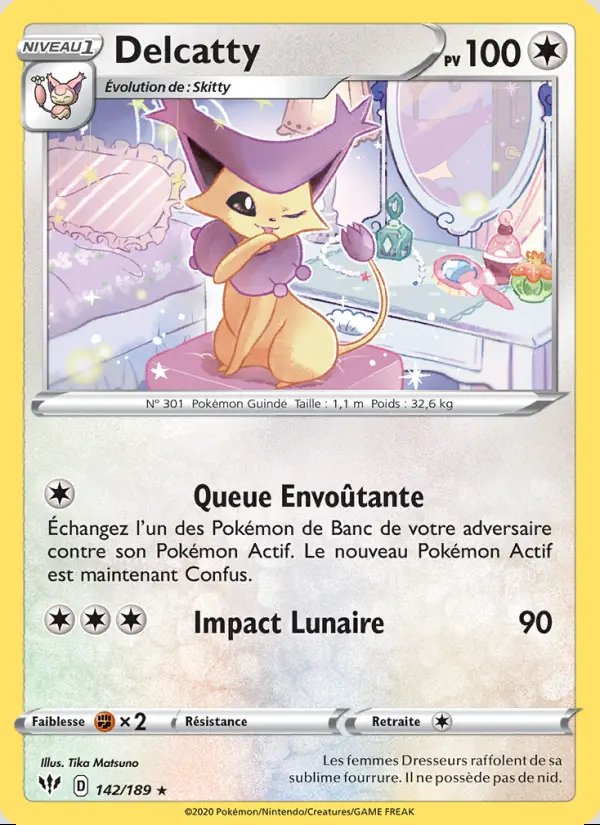 NIVEAU 1
Delcatty
PV 100
Évolution de : Skitty
N° 301 Pokémon Guindé Taille : 1,1 m Poids : 32,6 kg
Queue Envoûtante
Échangez l'un des Pokémon de Banc de votre adversaire
contre son Pokémon Actif. Le nouveau Pokémon Actif
est maintenant Confus.
Impact Lunaire 90
Faiblesse ×2 Résistance Retraite
Illus. Tika Matsuno
Les femmes Dresseurs raffolent de sa
sublime fourrure. Il ne possède pas de nid.
D 142/189 ★
©2020 Pokémon/Nintendo/Creatures/GAME FREAK